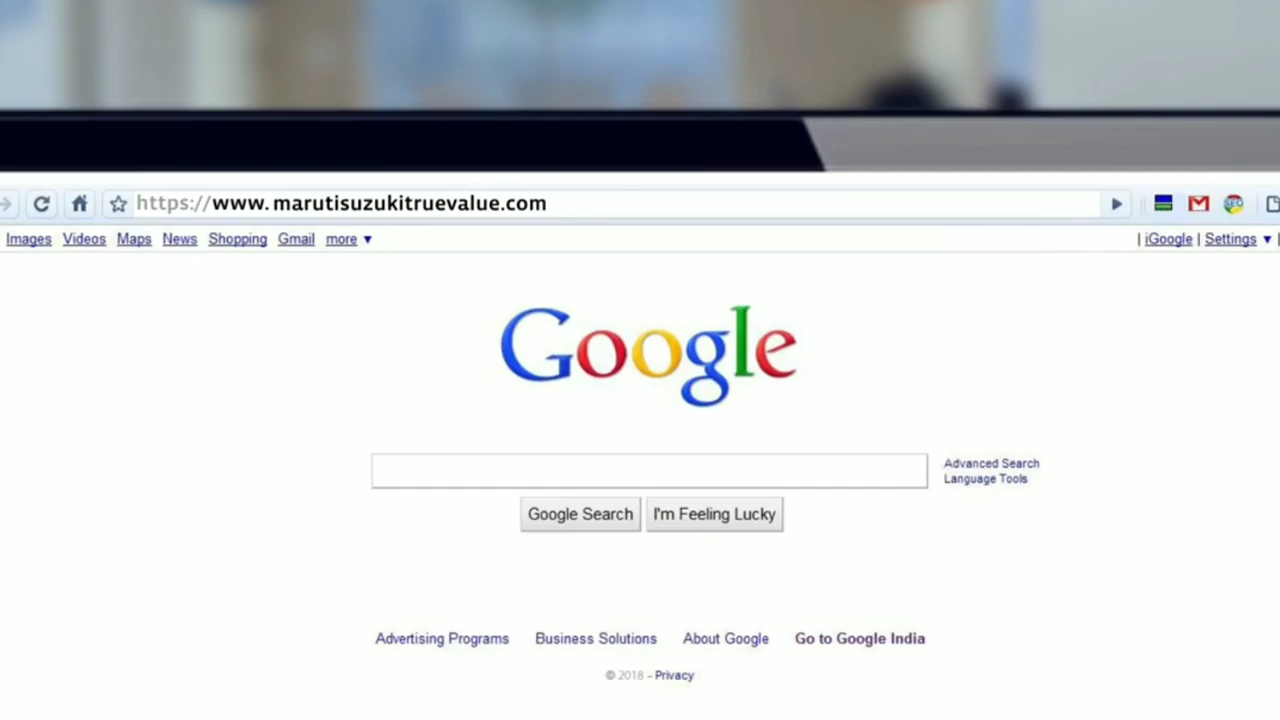 https://www. marutisuzukitruevalue.com
Images Videos Maps News Shopping Gmail more ▼ | iGoogle | Settings ▼ |
Google
Advanced Search
Language Tools
Google Search I'm Feeling Lucky
Advertising Programs Business Solutions About Google Go to Google India
© 2018 - Privacy